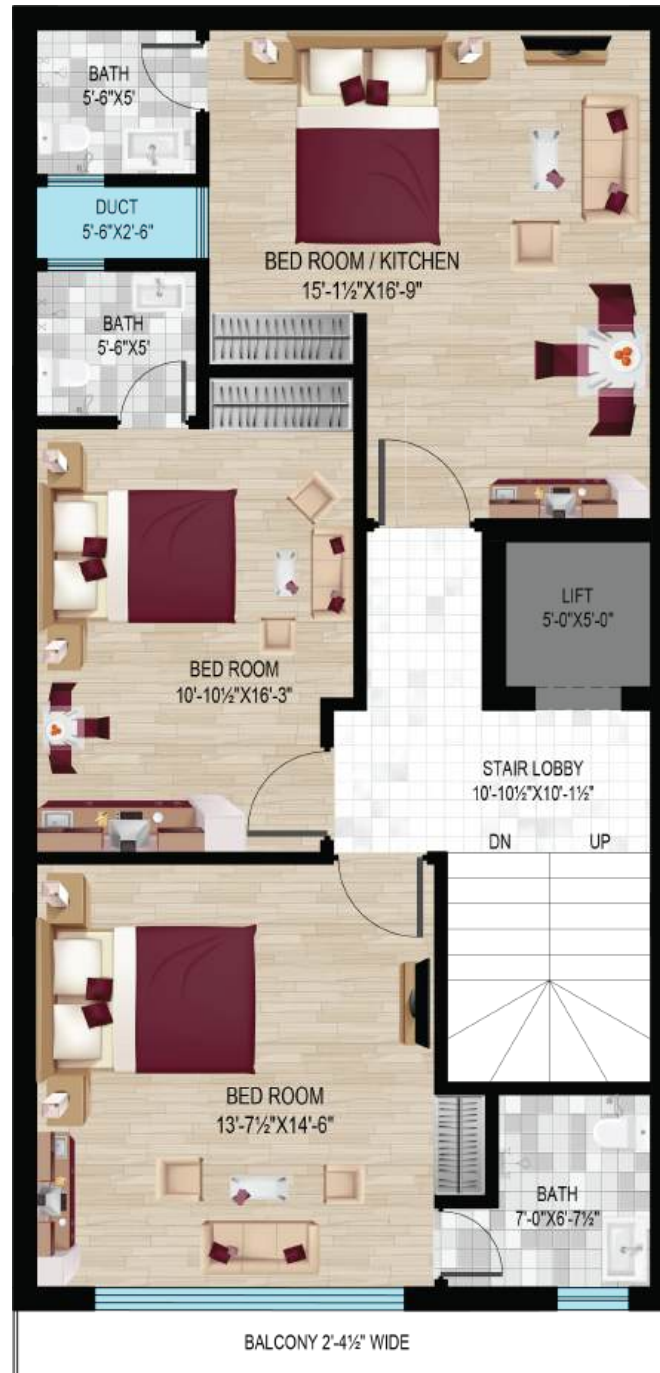 BATH
5'-6"X5'
DUCT
5'-6"X2'-6"
BED ROOM / KITCHEN
15'-1½"X16'-9"
BATH
5'-6"X5'
LIFT
5'-0"X5'-0"
BED ROOM
10'-10½"X16'-3"
STAIR LOBBY
10'-10½"X10'-1½"
DN UP
BED ROOM
13'-7½"X14'-6"
BATH
7'-0"X6'-7½"
BALCONY 2'-4½" WIDE